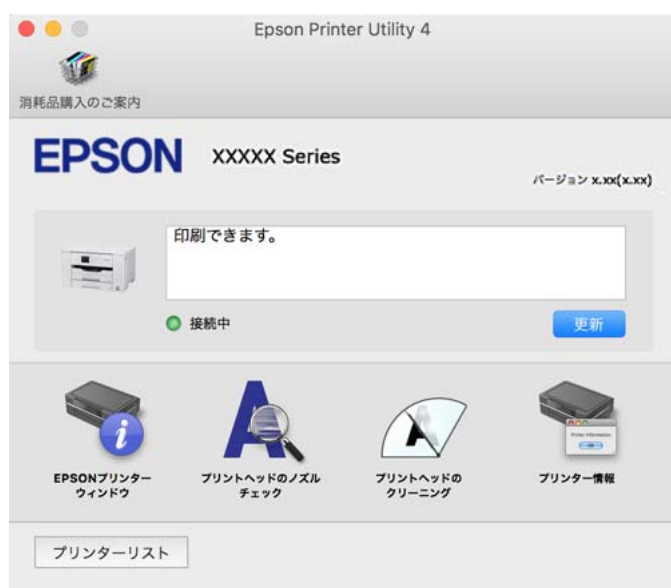 Epson Printer Utility 4
消耗品購入のご案内
EPSON XXXXX Series
バージョン x.xx(x.xx)
印刷できます。
接続中
更新
EPSONプリンター
ウィンドウ
プリントヘッドのノズル
チェック
プリントヘッドの
クリーニング
Printer Information
プリンター情報
プリンターリスト